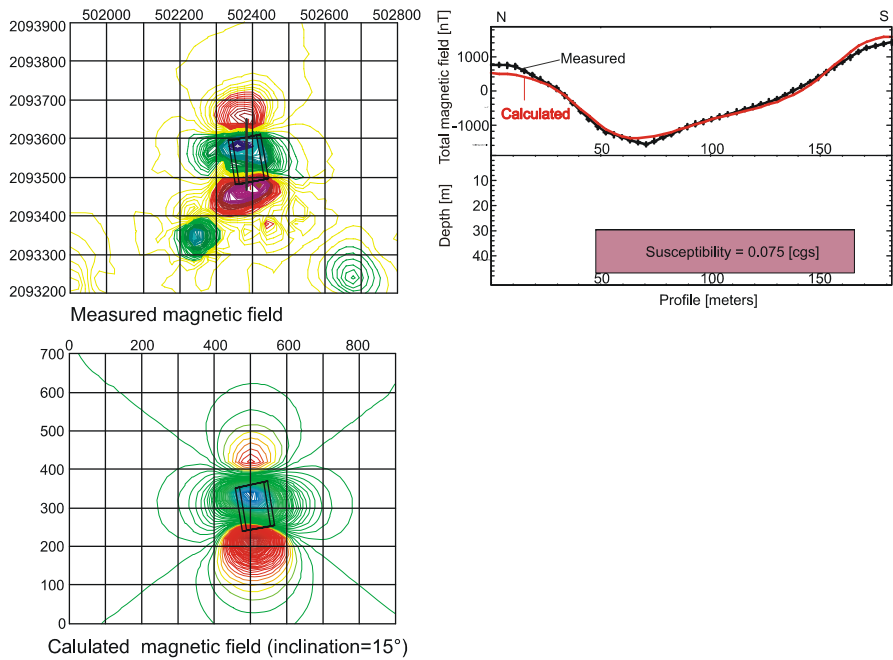 502000 502200 502400 502600 502800
2093900
2093800
2093700
2093600
2093500
2093400
2093300
2093200
Measured magnetic field
N S
Total magnetic field [nT]
1000
0
-1000
Measured
Calculated
50 100 150
Depth [m]
10
20
30
40
Susceptibility = 0.075 [cgs]
50 100 150
Profile [meters]
0 200 400 600 800
700
600
500
400
300
200
100
0
Calulated magnetic field (inclination=15°)